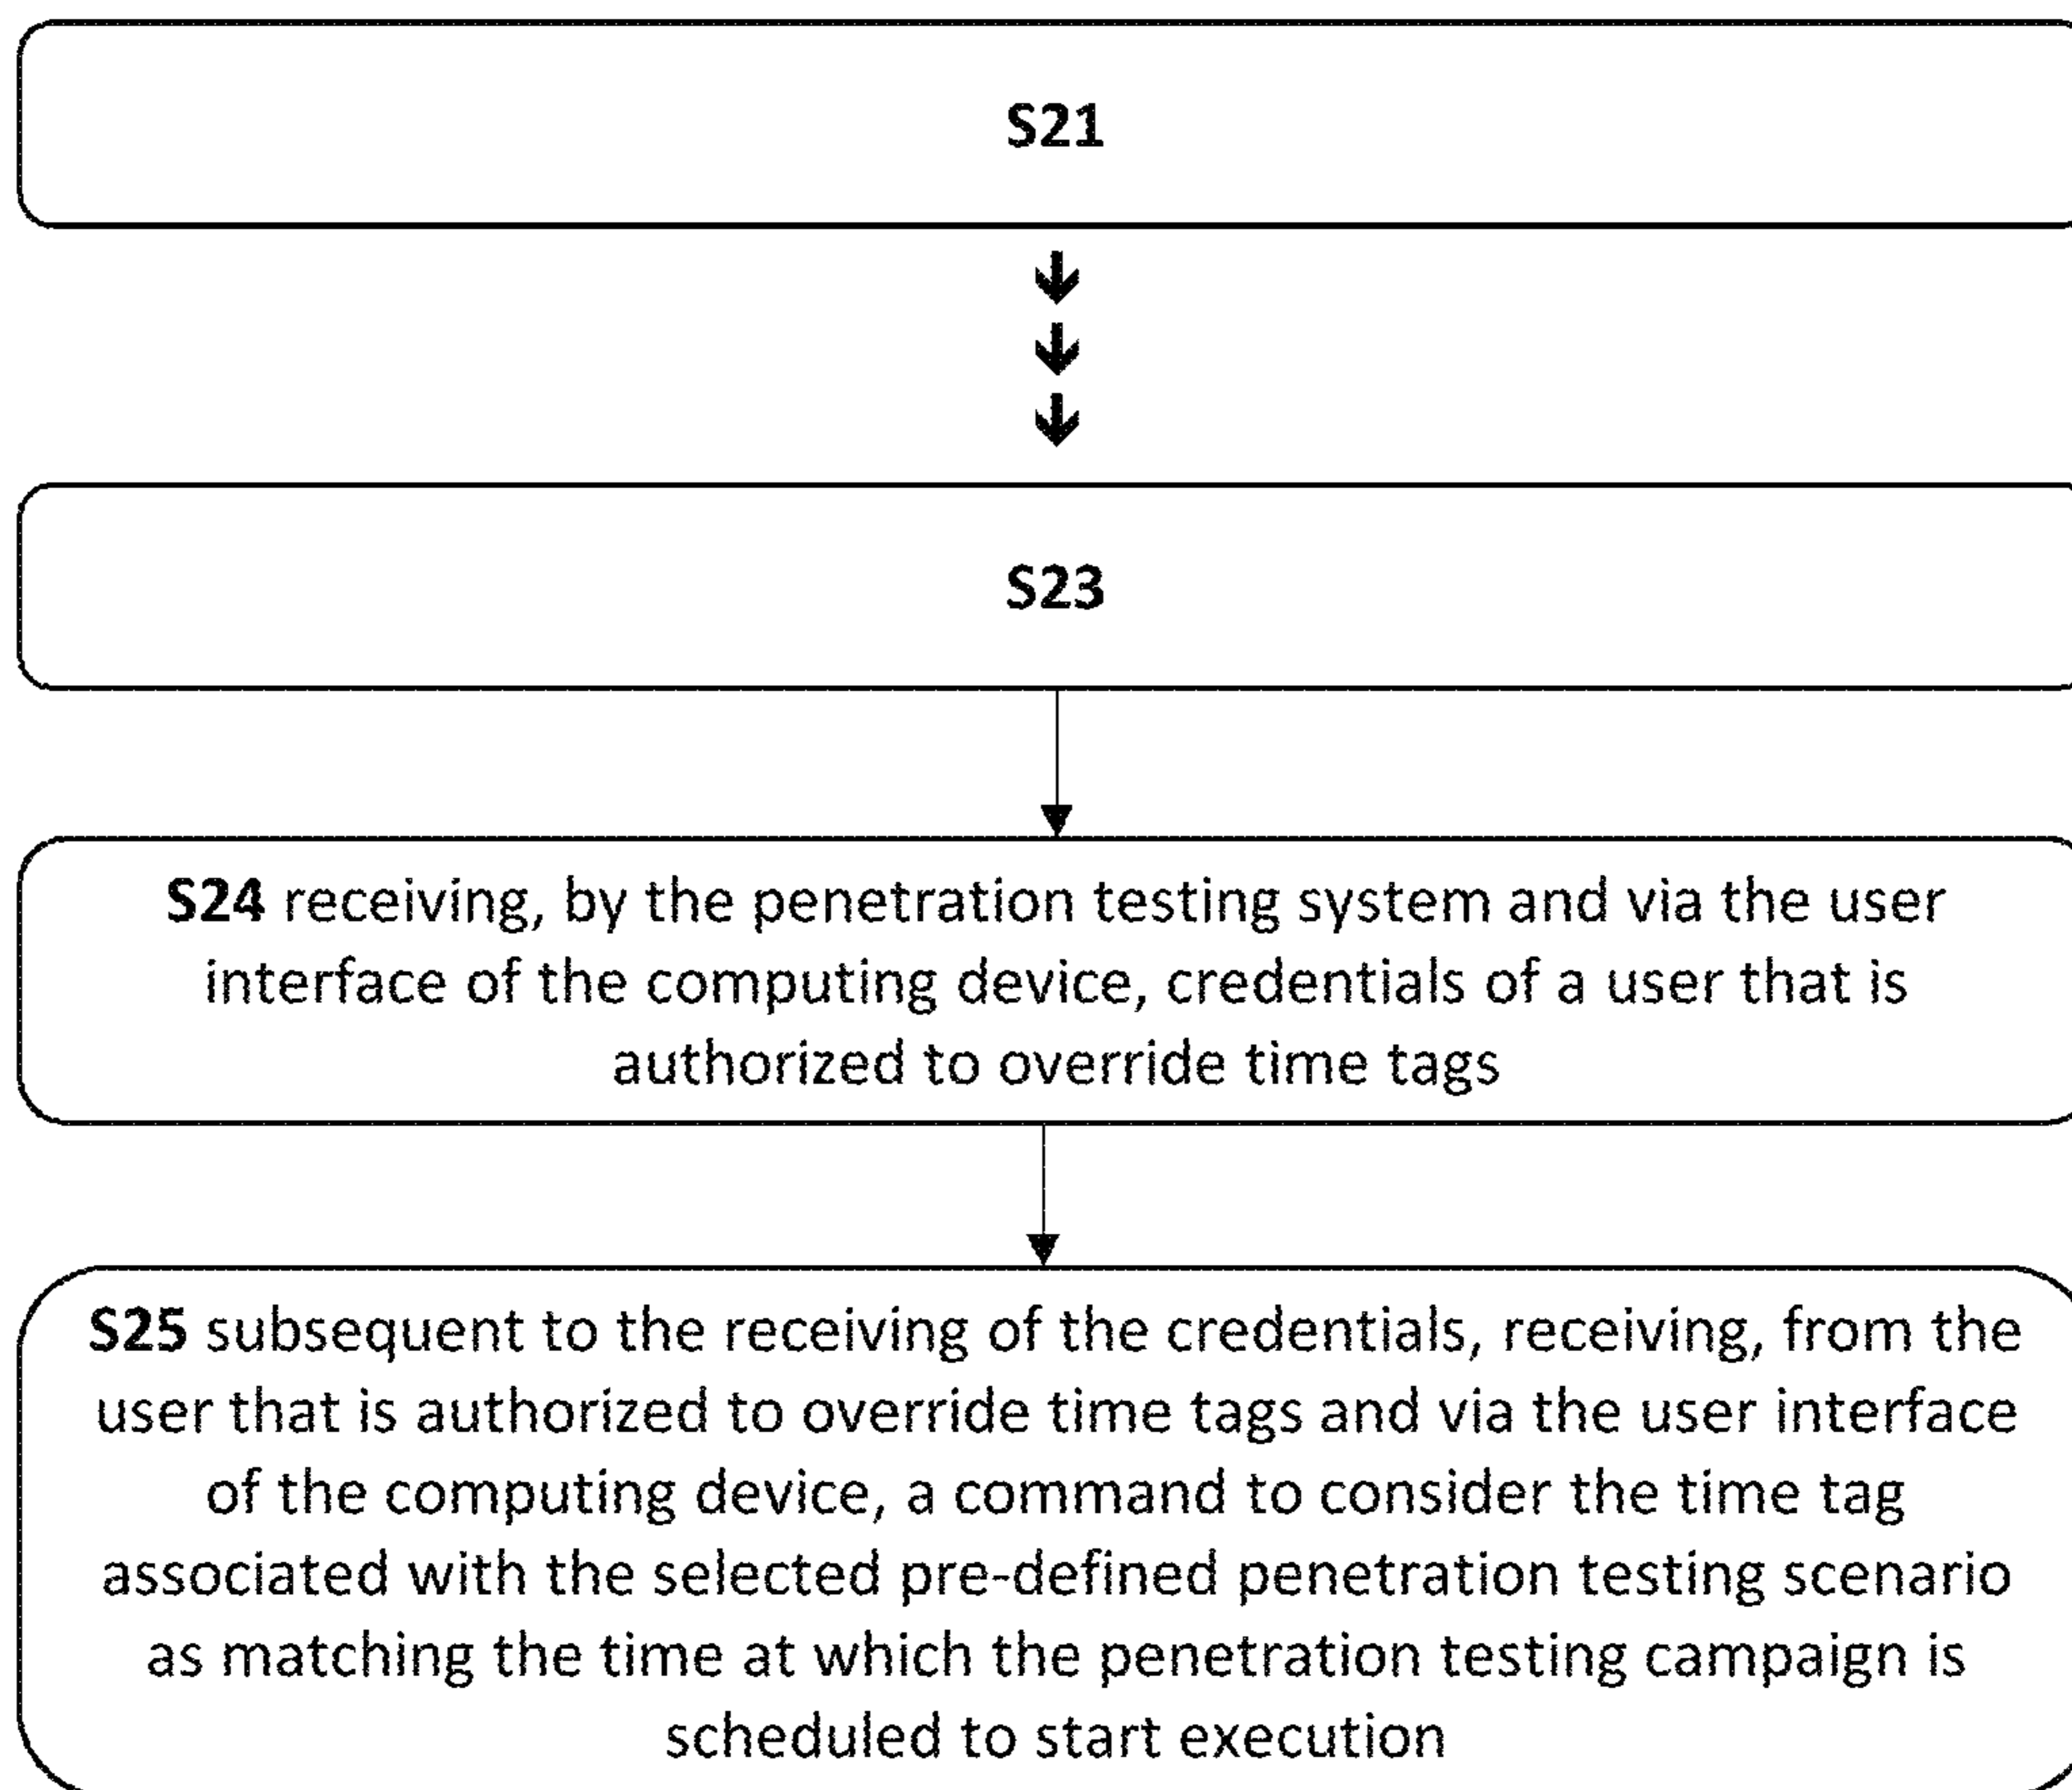 S21
S23
S24 receiving, by the penetration testing system and via the user
interface of the computing device, credentials of a user that is
authorized to override time tags
S25 subsequent to the receiving of the credentials, receiving, from the
user that is authorized to override time tags and via the user interface
of the computing device, a command to consider the time tag
associated with the selected pre-defined penetration testing scenario
as matching the time at which the penetration testing campaign is
scheduled to start execution